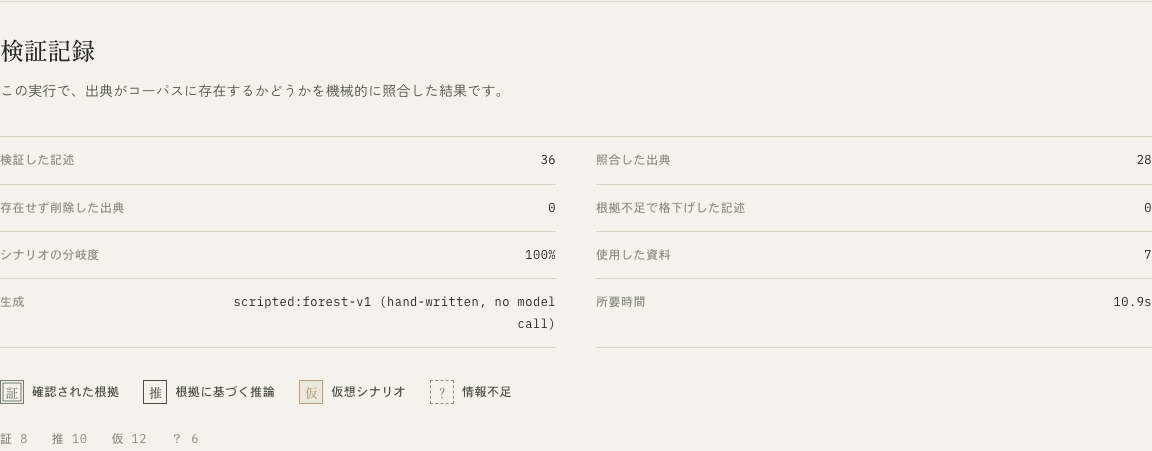 検証記録
この実行で、出典がコーパスに存在するかどうかを機械的に照合した結果です。
検証した記述 36
照合した出典 28
存在せず削除した出典 0
根拠不足で格下げした記述 0
シナリオの分岐度 100%
使用した資料 7
生成 scripted:forest-v1 (hand-written, no model
call)
所要時間 10.9s
証 確認された根拠 推 根拠に基づく推論 仮 仮想シナリオ ? 情報不足
証 8 推 10 仮 12 ? 6